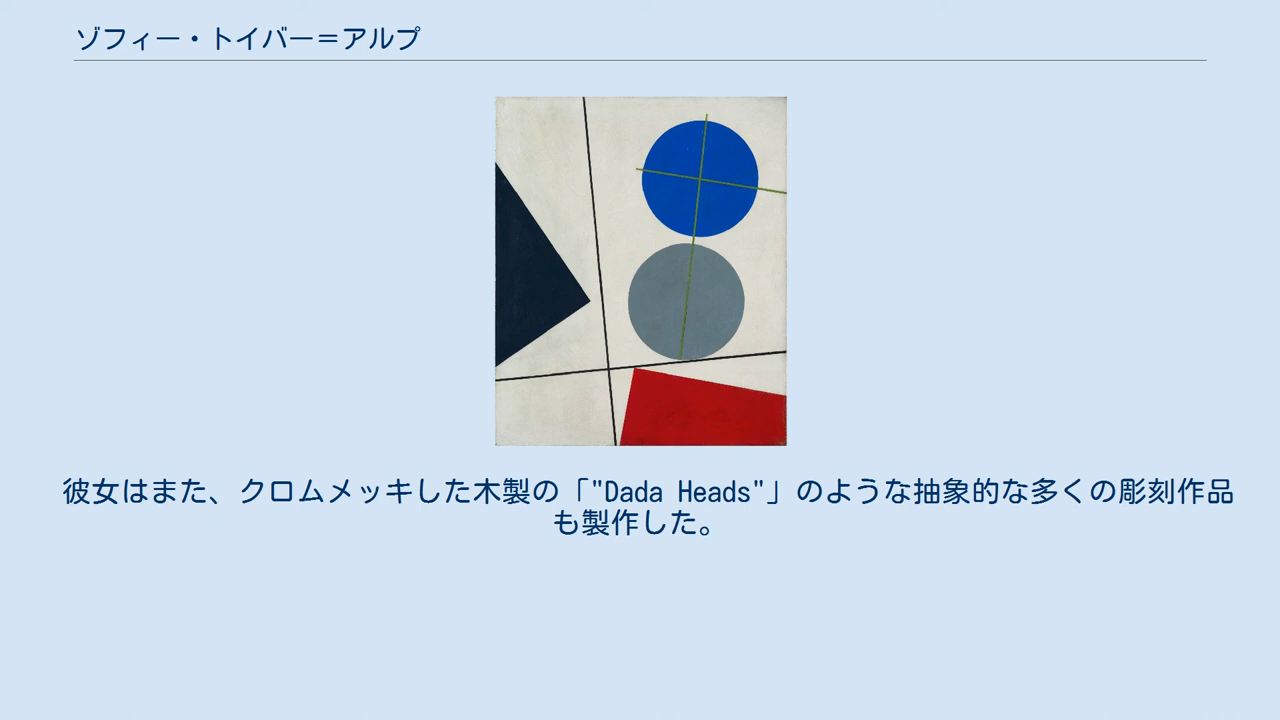 ゾフィー・トイバー＝アルプ
彼女はまた、クロムメッキした木製の「"Dada Heads"」のような抽象的な多くの彫刻作品
も製作した。